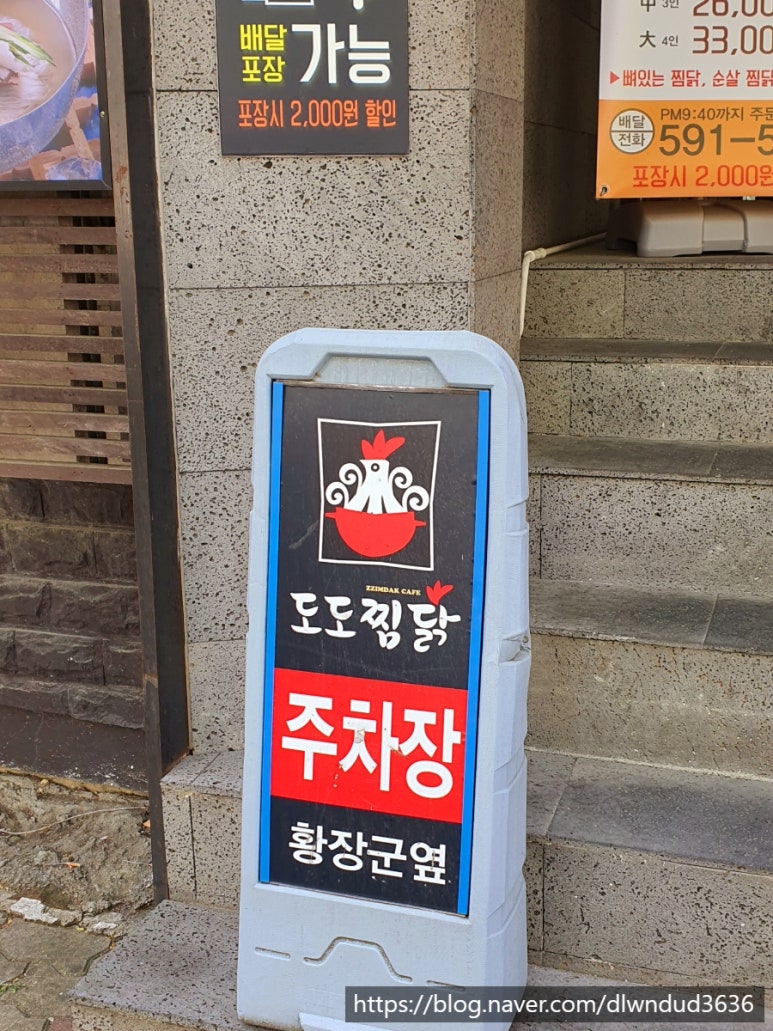 배달
포장
가능
포장시 2,000원 할인
中 3인 26,00
大 4인 33,00
▶뼈있는 찜닭, 순살 찜닭
배달
전화
PM9:40까지 주문
591-5
포장시 2,000원
ZZIMDAK CAFE
도도찜닭
주차장
황장군옆
https://blog.naver.com/dlwndud3636